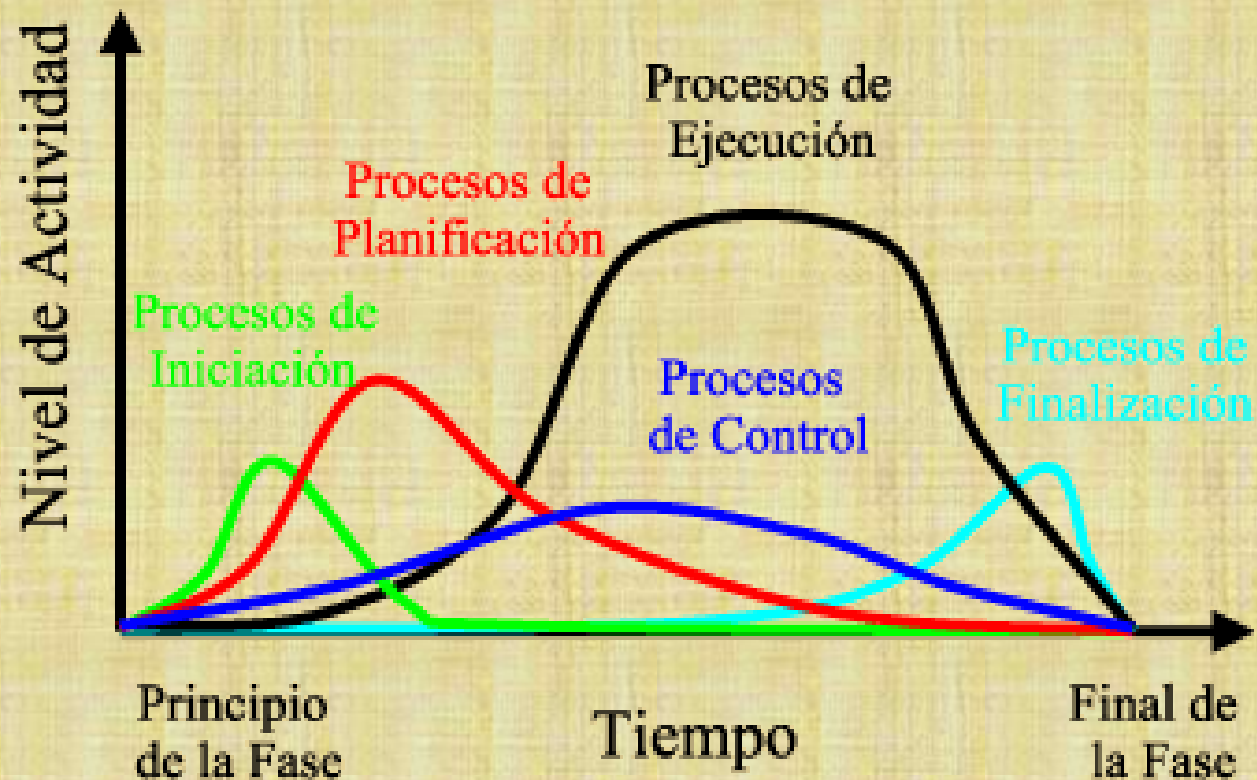 Nivel de Actividad
Procesos de
Ejecución
Procesos de
Planificación
Procesos de
Iniciación
Procesos
de Control
Procesos de
Finalización
Principio
de la Fase
Tiempo
Final de
la Fase